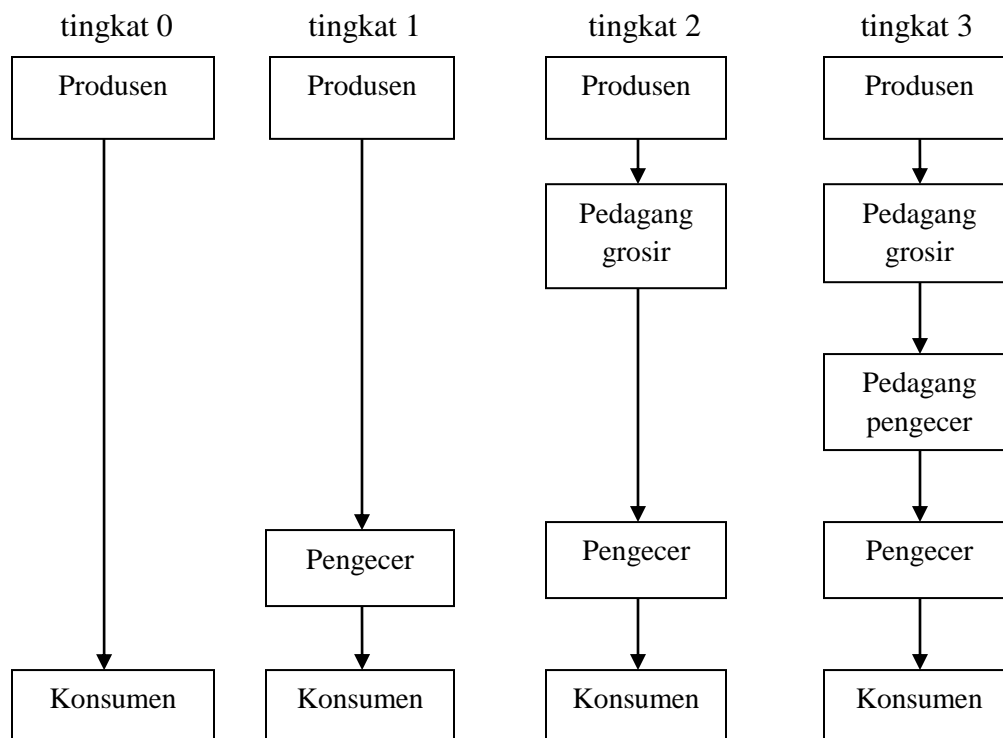 tingkat 0
tingkat 1
tingkat 2
tingkat 3
Produsen
Produsen
Produsen
Produsen
Pedagang
grosir
Pedagang
grosir
Pedagang
pengecer
Pengecer
Pengecer
Pengecer
Konsumen
Konsumen
Konsumen
Konsumen